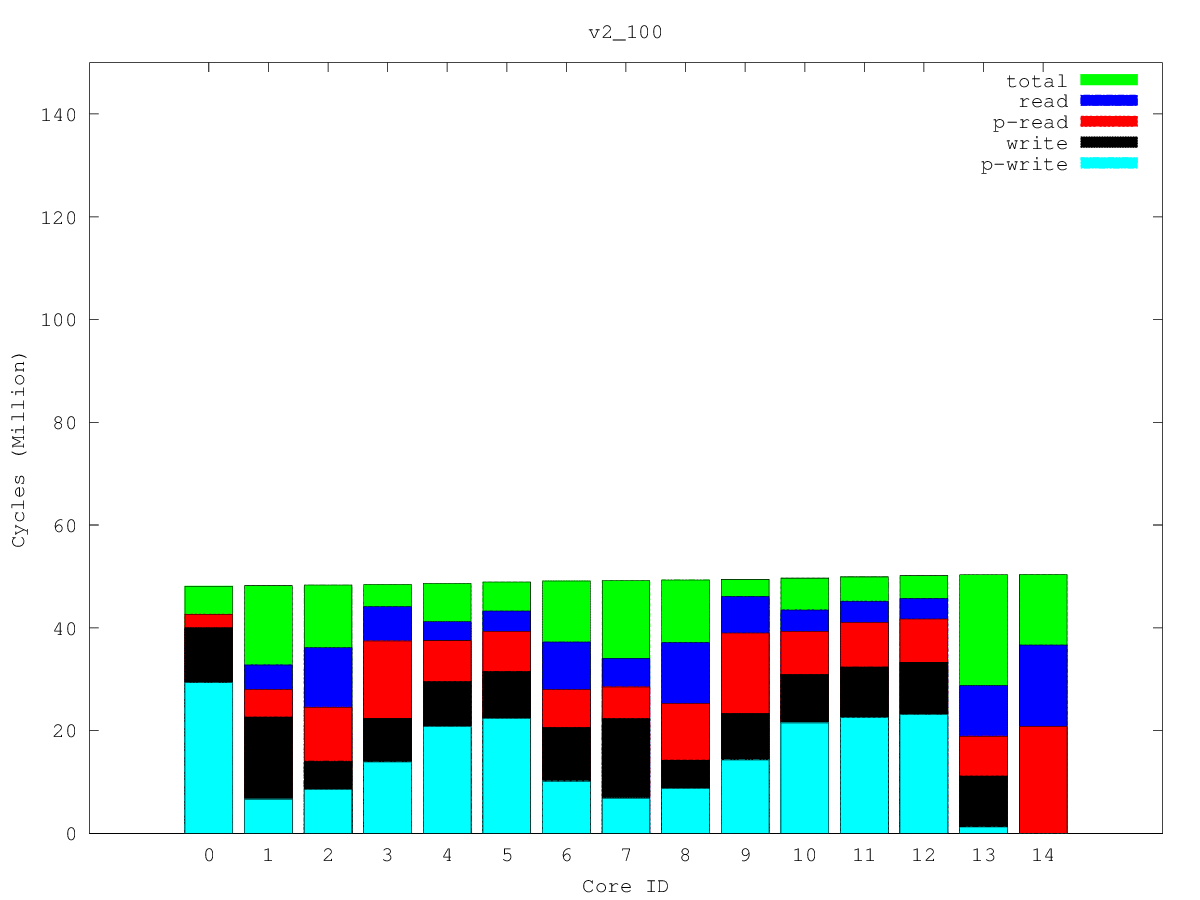 v2_100
total
read
p-read
write
p-write
140
120
100
80
60
40
20
0
Cycles (Million)
0 1 2 3 4 5 6 7 8 9 10 11 12 13 14
Core ID